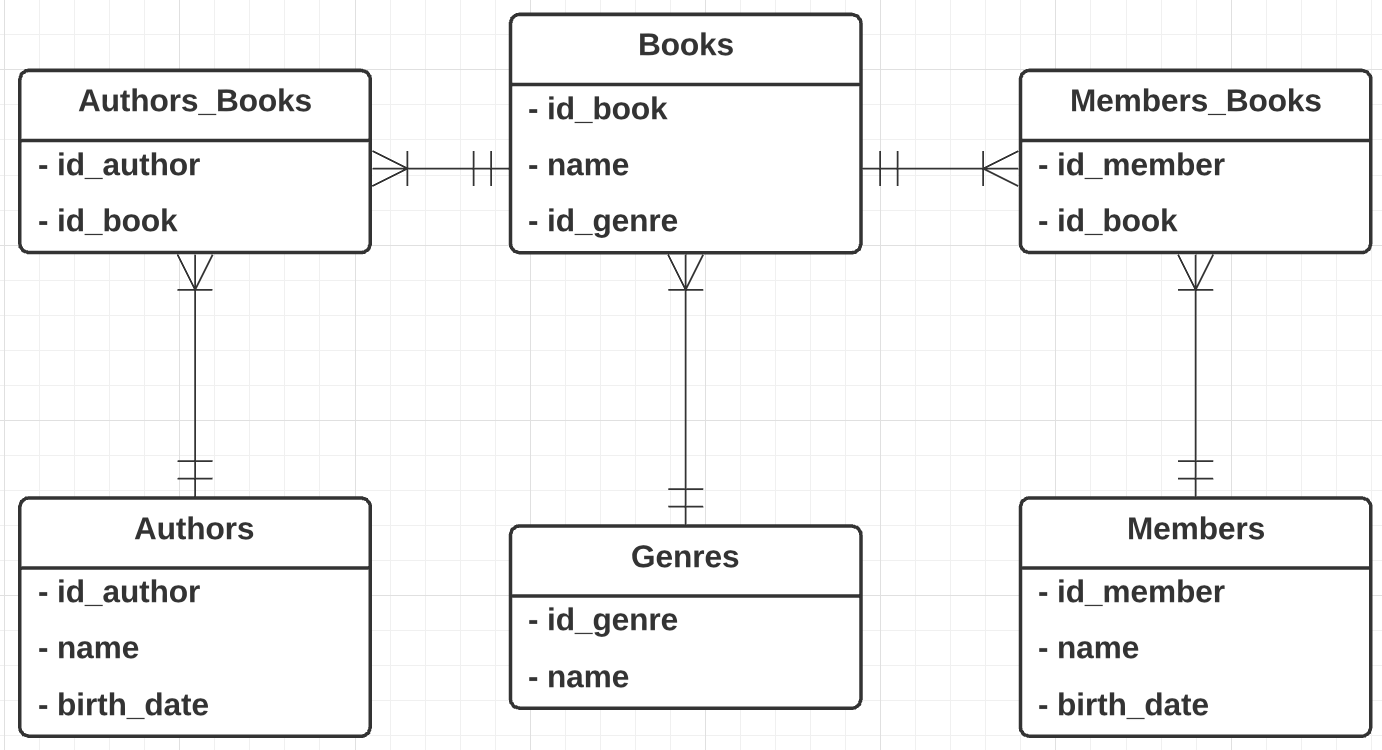 Books
- id_book
- name
- id_genre
Authors_Books
- id_author
- id_book
Members_Books
- id_member
- id_book
Authors
- id_author
- name
- birth_date
Genres
- id_genre
- name
Members
- id_member
- name
- birth_date